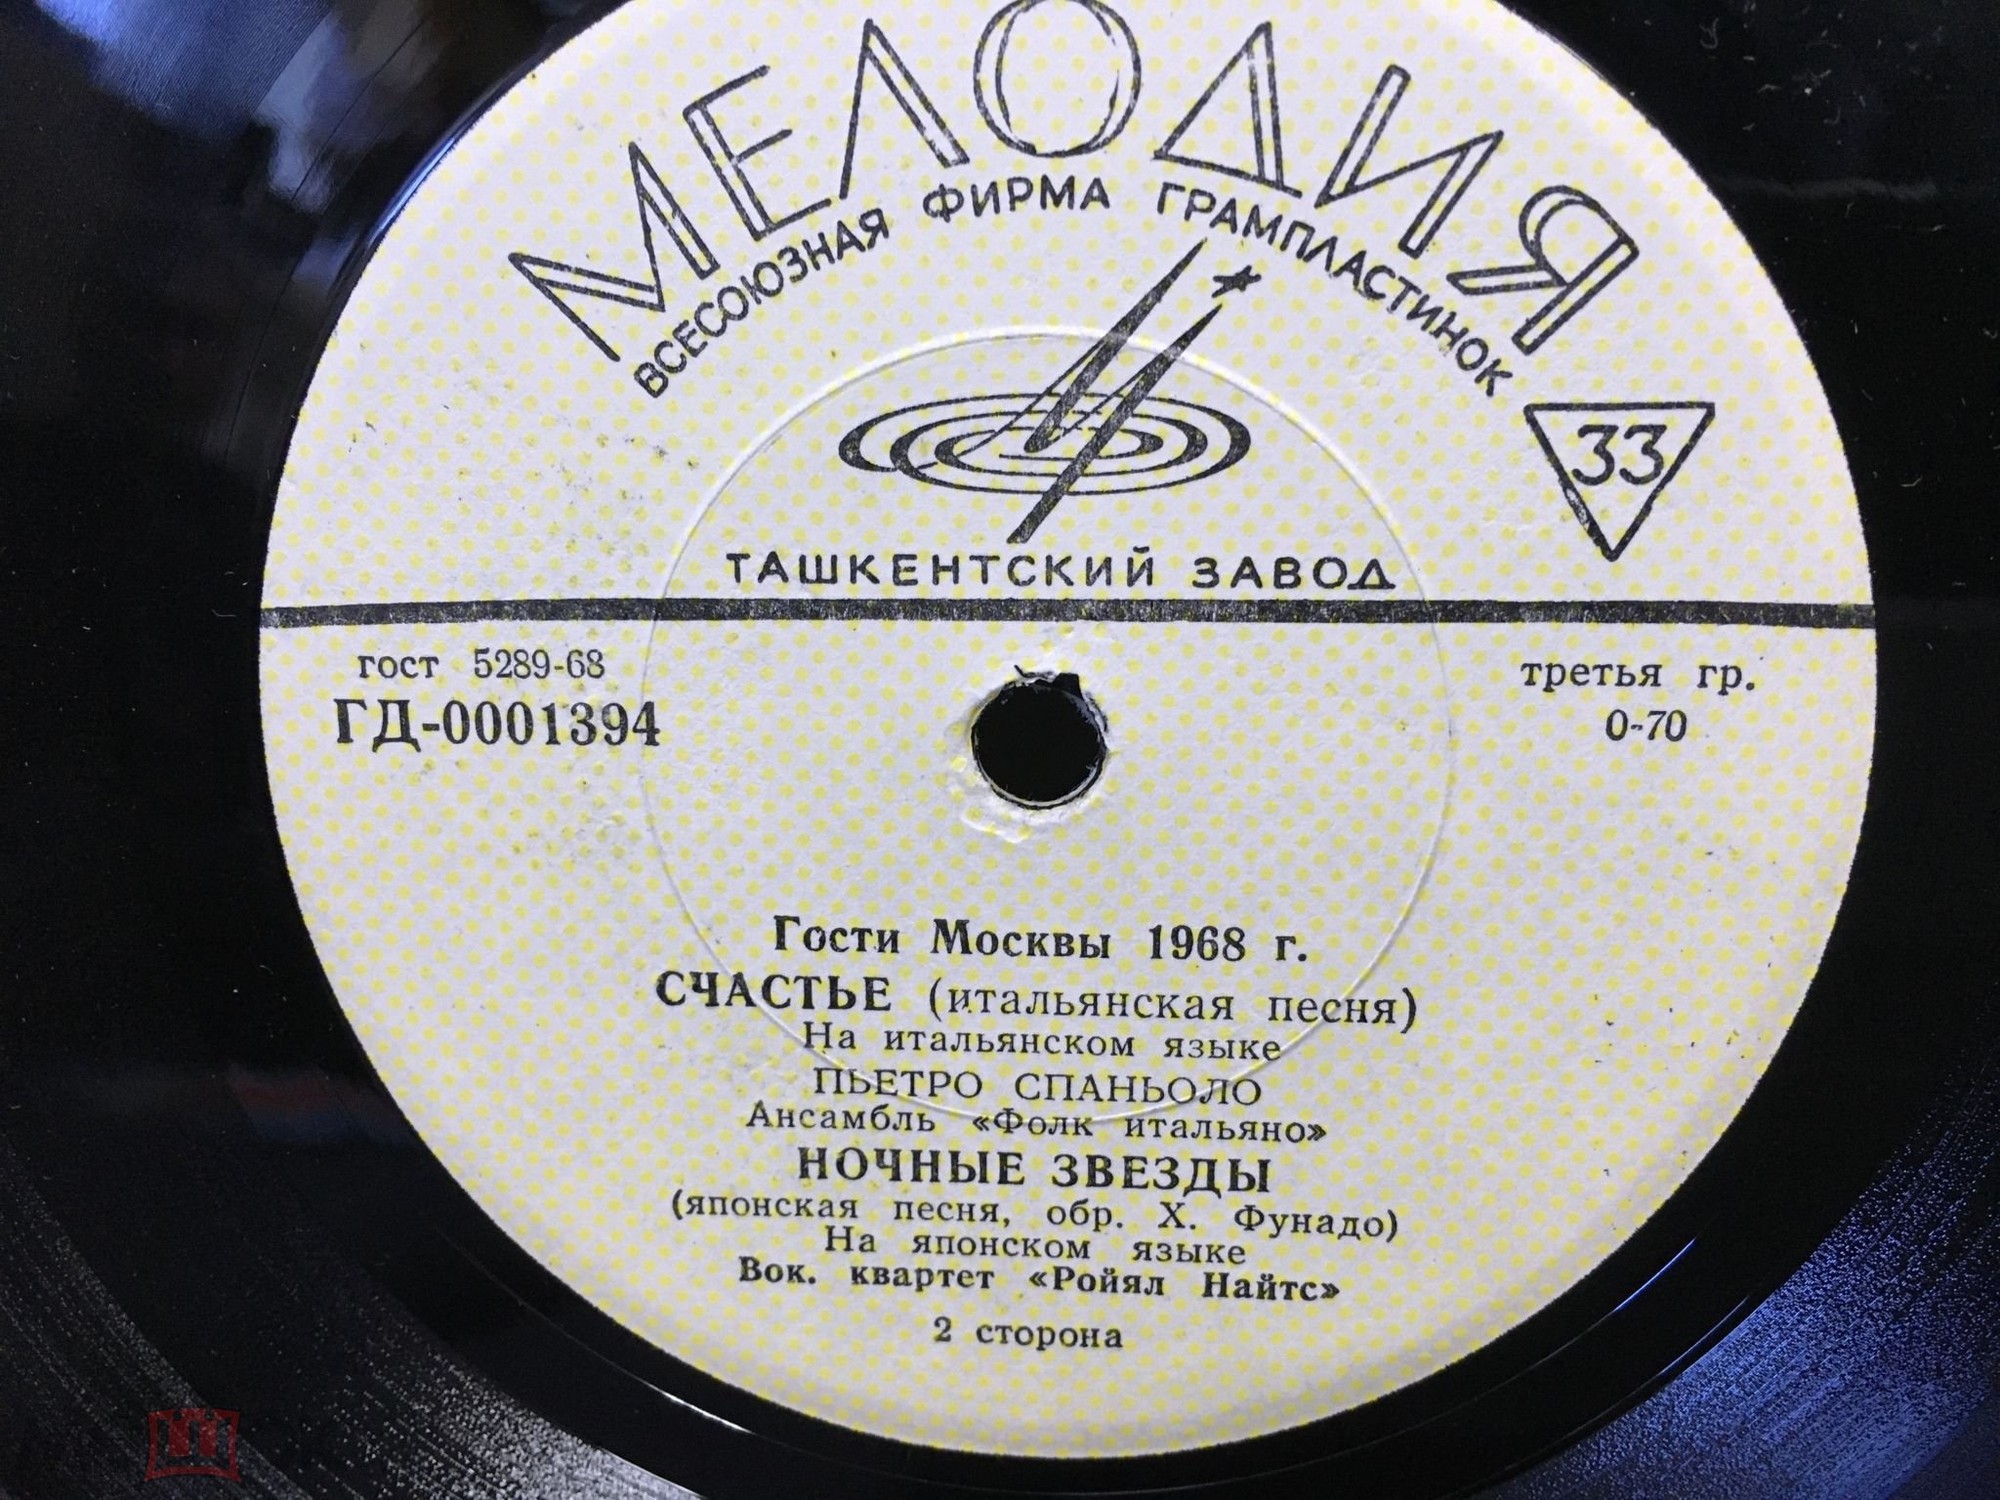 МЕЛОДИЯ
ВСЕСОЮЗНАЯ ФИРМА ГРАМПЛАСТИНОК
33
ТАШКЕНТСКИЙ ЗАВОД
гост 5289-68
ГД-0001394
третья гр.
0-70
Гости Москвы 1968 г.
СЧАСТЬЕ (итальянская песня)
На итальянском языке
ПЬЕТРО СПАНЬОЛО
Ансамбль «Фолк итальяно»
НОЧНЫЕ ЗВЕЗДЫ
(японская песня, обр. Х. Фунадо)
На японском языке
Вок. квартет «Ройял Найтс»
2 сторона